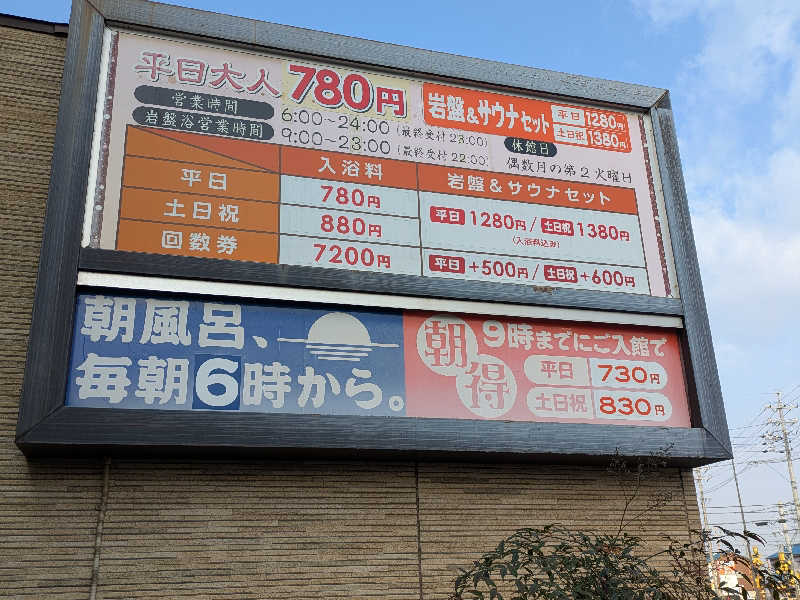 平日大人780円
営業時間 6:00～24:00 (最終受付 23:00)
岩盤浴営業時間 9:00～23:00 (最終受付 22:00)
岩盤&サウナセット 平日 1280円
土日祝 1380円
休館日
偶数月の第2火曜日
入浴料 岩盤&サウナセット
平日 780円 平日 1280円/土日祝 1380円
(入浴料込み)
土日祝 880円
回数券 7200円 平日 +500円/土日祝 +600円
朝風呂、
毎朝6時から。
朝得
9時までにご入館で
平日 730円
土日祝 830円